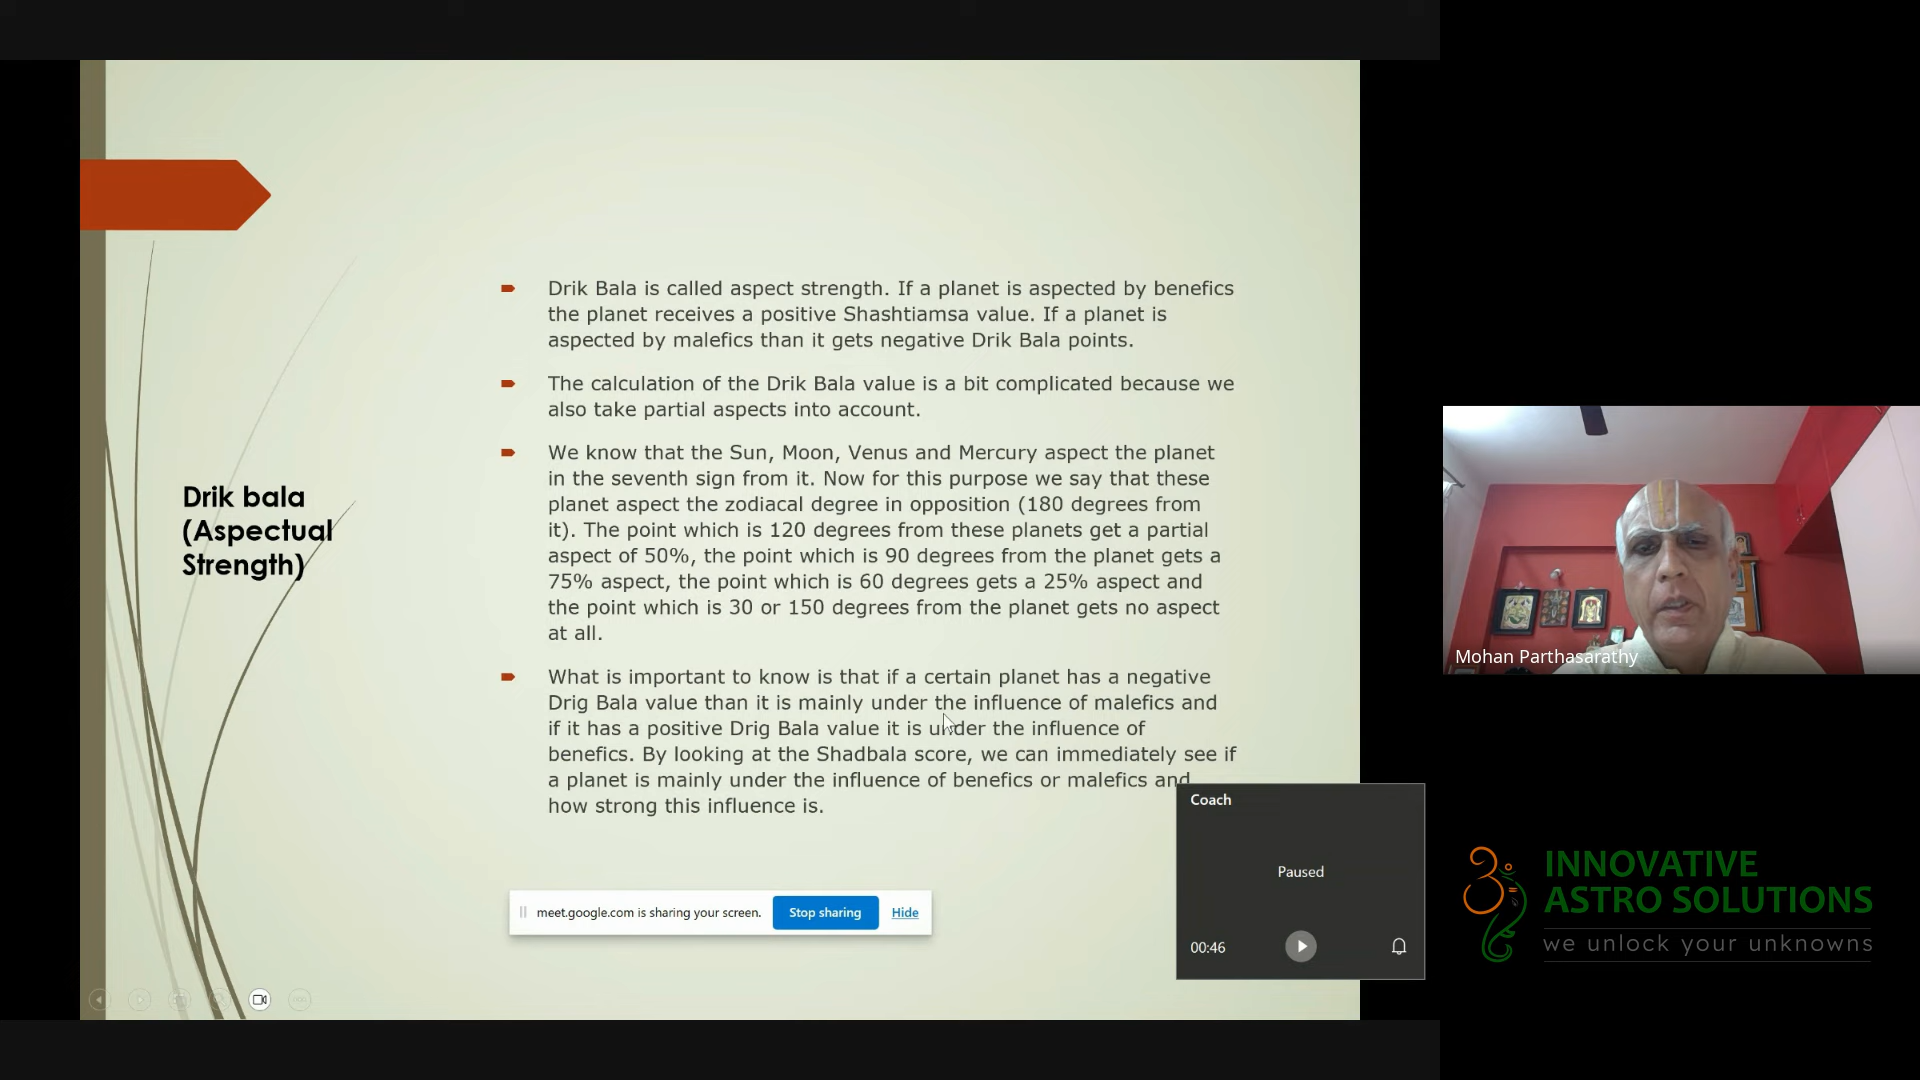 Drik bala
(Aspectual
Strength)
Drik Bala is called aspect strength. If a planet is aspected by benefics
the planet receives a positive Shashtiamsa value. If a planet is
aspected by malefics than it gets negative Drik Bala points.
The calculation of the Drik Bala value is a bit complicated because we
also take partial aspects into account.
We know that the Sun, Moon, Venus and Mercury aspect the planet
in the seventh sign from it. Now for this purpose we say that these
planet aspect the zodiacal degree in opposition (180 degrees from
it). The point which is 120 degrees from these planets get a partial
aspect of 50%, the point which is 90 degrees from the planet gets a
75% aspect, the point which is 60 degrees gets a 25% aspect and
the point which is 30 or 150 degrees from the planet gets no aspect
at all.
What is important to know is that if a certain planet has a negative
Drig Bala value than it is mainly under the influence of malefics and
if it has a positive Drig Bala value it is under the influence of
benefics. By looking at the Shadbala score, we can immediately see if
a planet is mainly under the influence of benefics or malefics and
how strong this influence is.
Coach
Paused
00:46
meet.google.com is sharing your screen.
Stop sharing
Hide
Mohan Parthasarathy
INNOVATIVE
ASTRO SOLUTIONS
we unlock your unknowns